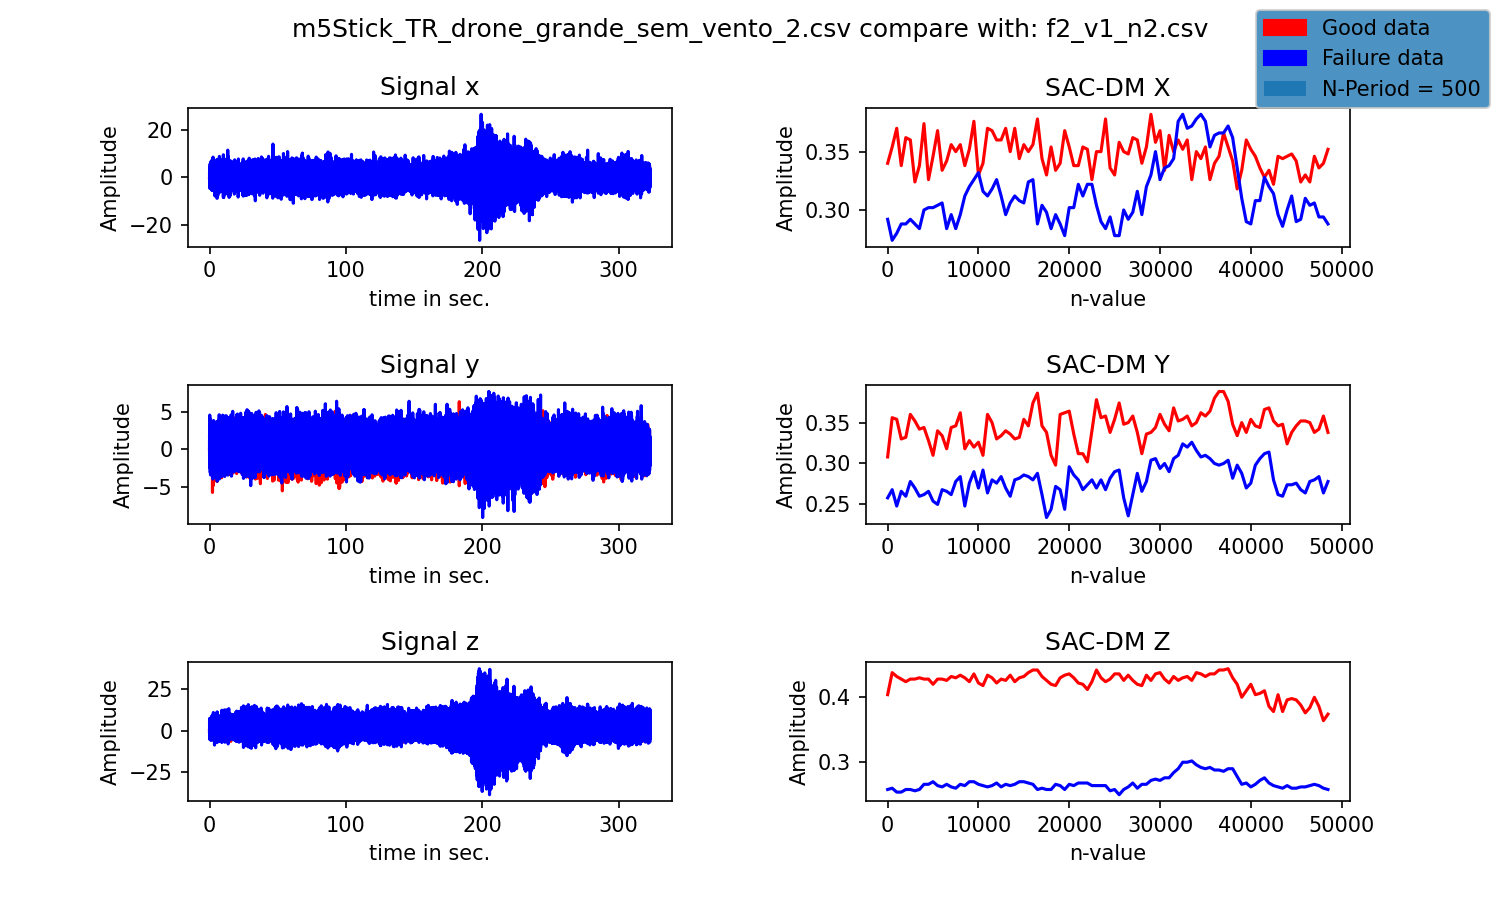 m5Stick_TR_drone_grande_sem_vento_2.csv compare with: f2_v1_n2.csv
Good data
Failure data
N-Period = 500
Signal x
Amplitude
20
0
−20
0 100 200 300
time in sec.
SAC-DM X
Amplitude
0.35
0.30
0 10000 20000 30000 40000 50000
n-value
Signal y
Amplitude
5
0
−5
0 100 200 300
time in sec.
SAC-DM Y
Amplitude
0.35
0.30
0.25
0 10000 20000 30000 40000 50000
n-value
Signal z
Amplitude
25
0
−25
0 100 200 300
time in sec.
SAC-DM Z
Amplitude
0.4
0.3
0 10000 20000 30000 40000 50000
n-value